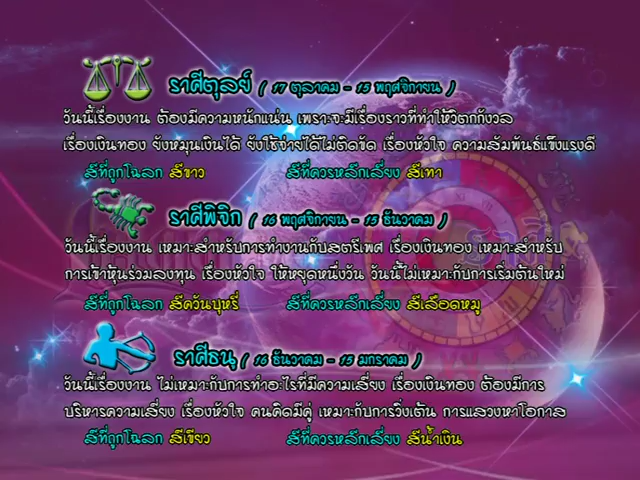 ราศีตุลย์ ( 17 ตุลาคม - 15 พฤศจิกายน )
วันนี้เรื่องงาน ต้องมีความหนักแน่น เพราะจะมีเรื่องราวที่ทำให้วิตกกังวล
เรื่องเงินทอง ยังหมุนเงินได้ ยังใช้จ่ายได้ไม่ติดขัด เรื่องหัวใจ ความสัมพันธ์แข็งแรงดี
สีที่ถูกโฉลก สีขาว สีที่ควรหลีกเลี่ยง สีเทา
ราศีพิจิก ( 16 พฤศจิกายน - 15 ธันวาคม )
วันนี้เรื่องงาน เหมาะสำหรับการทำงานกับสตรีเพศ เรื่องเงินทอง เหมาะสำหรับ
การเข้าหุ้นร่วมลงทุน เรื่องหัวใจ ให้หยุดหนึ่งวัน วันนี้ไม่เหมาะกับการเริ่มต้นใหม่
สีที่ถูกโฉลก สีควันบุหรี่ สีที่ควรหลีกเลี่ยง สีเลือดหมู
ราศีธนู ( 16 ธันวาคม - 15 มกราคม )
วันนี้เรื่องงาน ไม่เหมาะกับการทำอะไรที่มีความเสี่ยง เรื่องเงินทอง ต้องมีการ
บริหารความเสี่ยง เรื่องหัวใจ คนคิดมีคู่ เหมาะกับการวิ่งเต้น การแสวงหาโอกาส
สีที่ถูกโฉลก สีเขียว สีที่ควรหลีกเลี่ยง สีน้ำเงิน